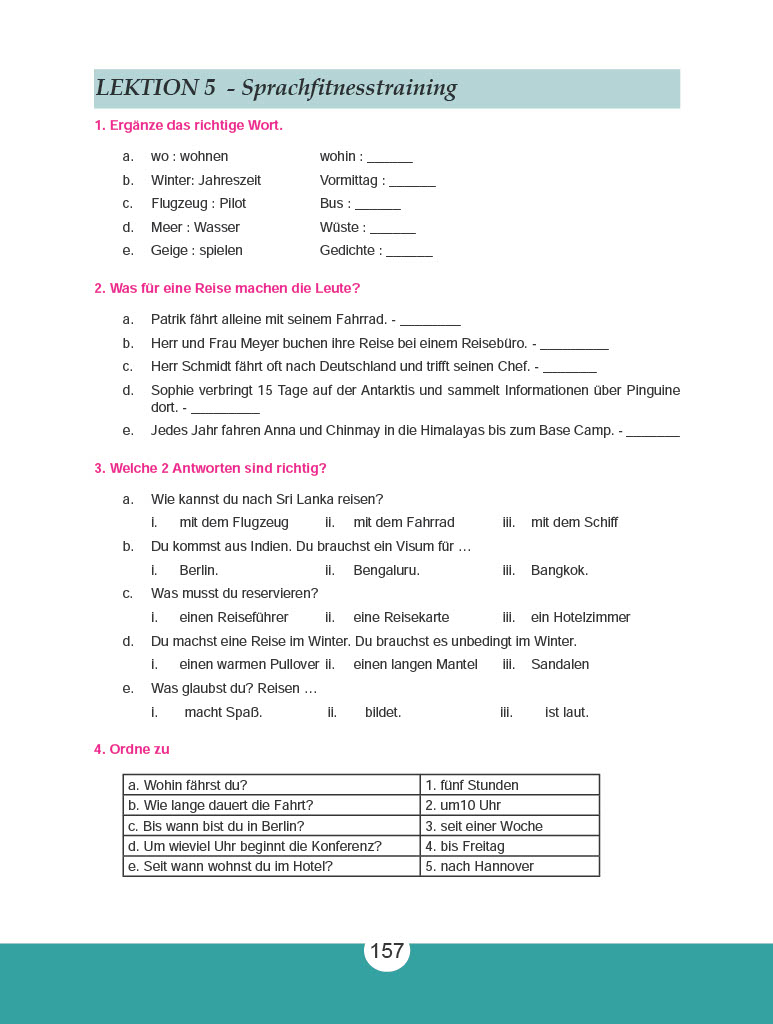 LEKTION 5 - Sprachfitnesstraining
1. Ergänze das richtige Wort.
a. wo : wohnen wohin : ______
b. Winter: Jahreszeit Vormittag : ______
c. Flugzeug : Pilot Bus : ______
d. Meer : Wasser Wüste : ______
e. Geige : spielen Gedichte : ______
2. Was für eine Reise machen die Leute?
a. Patrik fährt alleine mit seinem Fahrrad. - ________
b. Herr und Frau Meyer buchen ihre Reise bei einem Reisebüro. - _________
c. Herr Schmidt fährt oft nach Deutschland und trifft seinen Chef. - _______
d. Sophie verbringt 15 Tage auf der Antarktis und sammelt Informationen über Pinguine
dort. - _________
e. Jedes Jahr fahren Anna und Chinmay in die Himalayas bis zum Base Camp. - _______
3. Welche 2 Antworten sind richtig?
a. Wie kannst du nach Sri Lanka reisen?
i. mit dem Flugzeug ii. mit dem Fahrrad iii. mit dem Schiff
b. Du kommst aus Indien. Du brauchst ein Visum für …
i. Berlin. ii. Bengaluru. iii. Bangkok.
c. Was musst du reservieren?
i. einen Reiseführer ii. eine Reisekarte iii. ein Hotelzimmer
d. Du machst eine Reise im Winter. Du brauchst es unbedingt im Winter.
i. einen warmen Pullover ii. einen langen Mantel iii. Sandalen
e. Was glaubst du? Reisen …
i. macht Spaß. ii. bildet. iii. ist laut.
4. Ordne zu
a. Wohin fährst du? 1. fünf Stunden
b. Wie lange dauert die Fahrt? 2. um10 Uhr
c. Bis wann bist du in Berlin? 3. seit einer Woche
d. Um wieviel Uhr beginnt die Konferenz? 4. bis Freitag
e. Seit wann wohnst du im Hotel? 5. nach Hannover
157